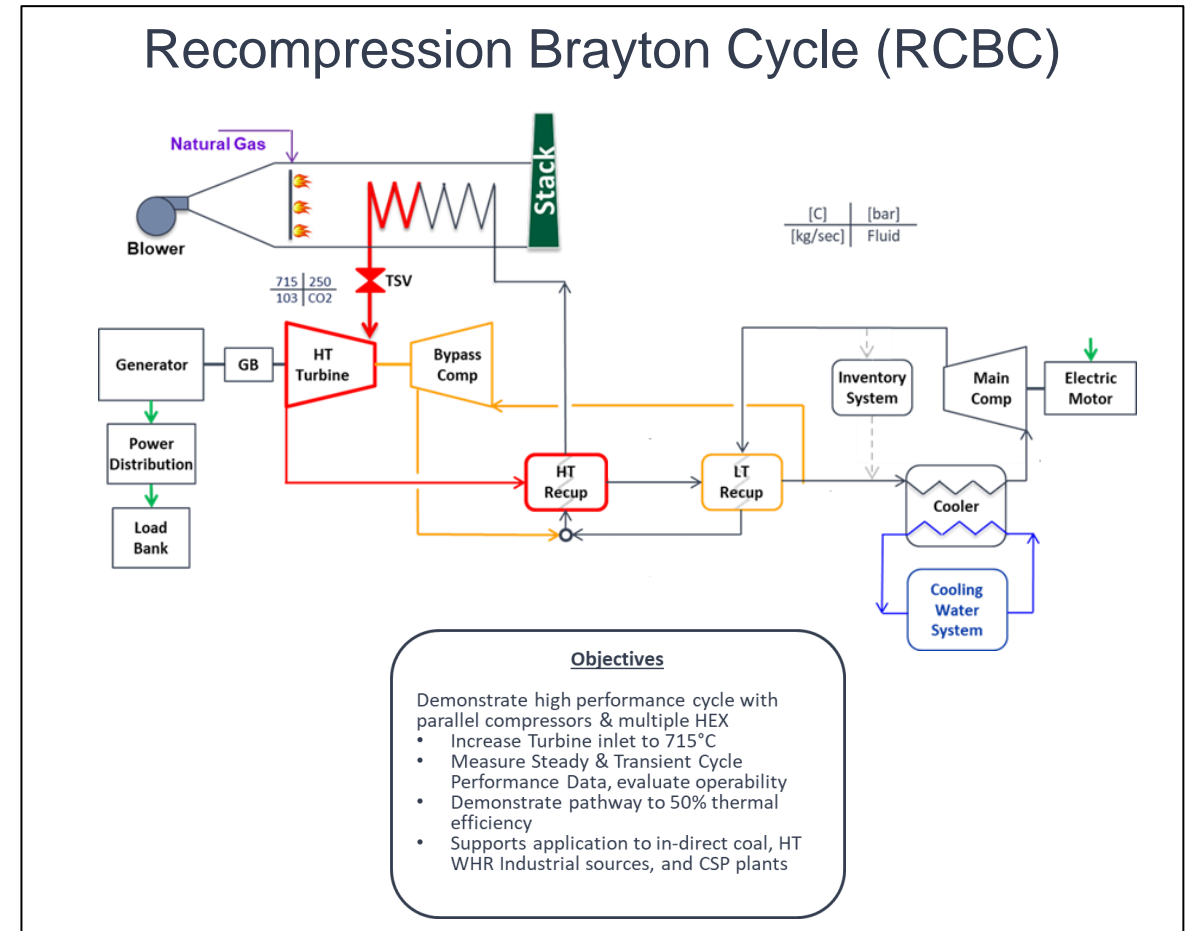 Recompression Brayton Cycle (RCBC)
Natural Gas
Stack
Blower
[C] [bar]
[kg/sec] Fluid
715 250
103 CO2
TSV
Generator
GB
HT
Turbine
Bypass
Comp
Inventory
System
Main
Comp
Electric
Motor
Power
Distribution
HT
Recup
LT
Recup
Cooler
Load
Bank
Cooling
Water
System
Objectives
Demonstrate high performance cycle with
parallel compressors & multiple HEX
• Increase Turbine inlet to 715°C
• Measure Steady & Transient Cycle
Performance Data, evaluate operability
• Demonstrate pathway to 50% thermal
efficiency
• Supports application to in-direct coal, HT
WHR Industrial sources, and CSP plants